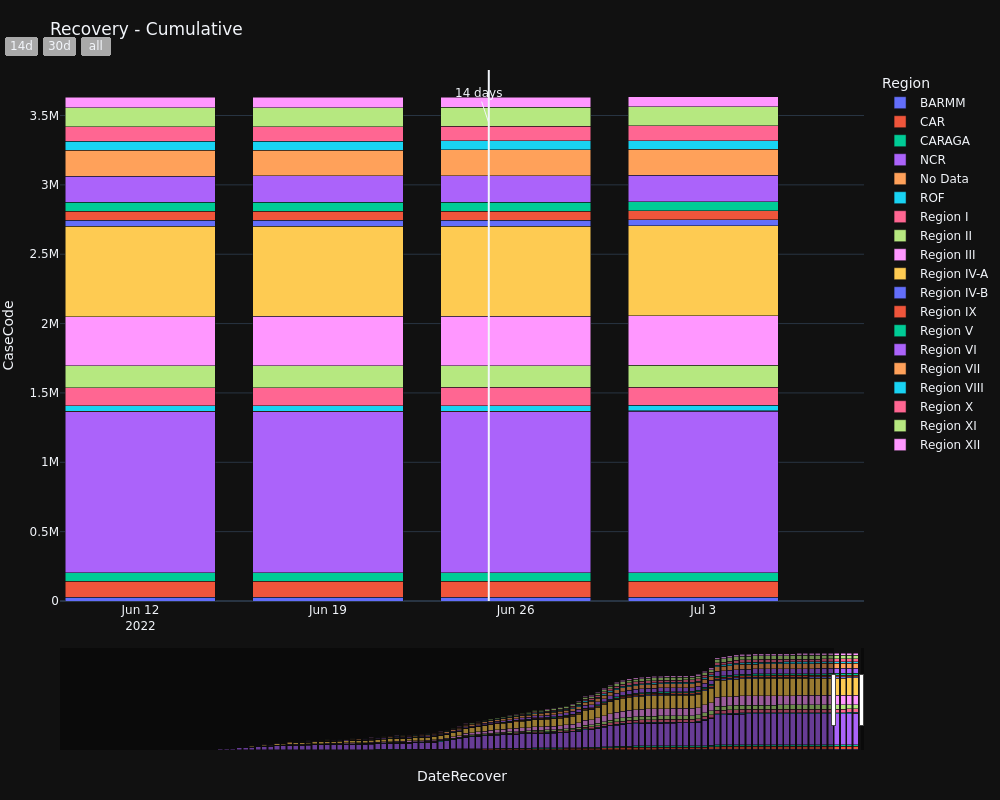 Recovery - Cumulative
14d 30d all
14 days
CaseCode
3.5M
3M
2.5M
2M
1.5M
1M
0.5M
0
Jun 12
2022
Jun 19
Jun 26
Jul 3
DateRecover
Region
BARMM
CAR
CARAGA
NCR
No Data
ROF
Region I
Region II
Region III
Region IV-A
Region IV-B
Region IX
Region V
Region VI
Region VII
Region VIII
Region X
Region XI
Region XII